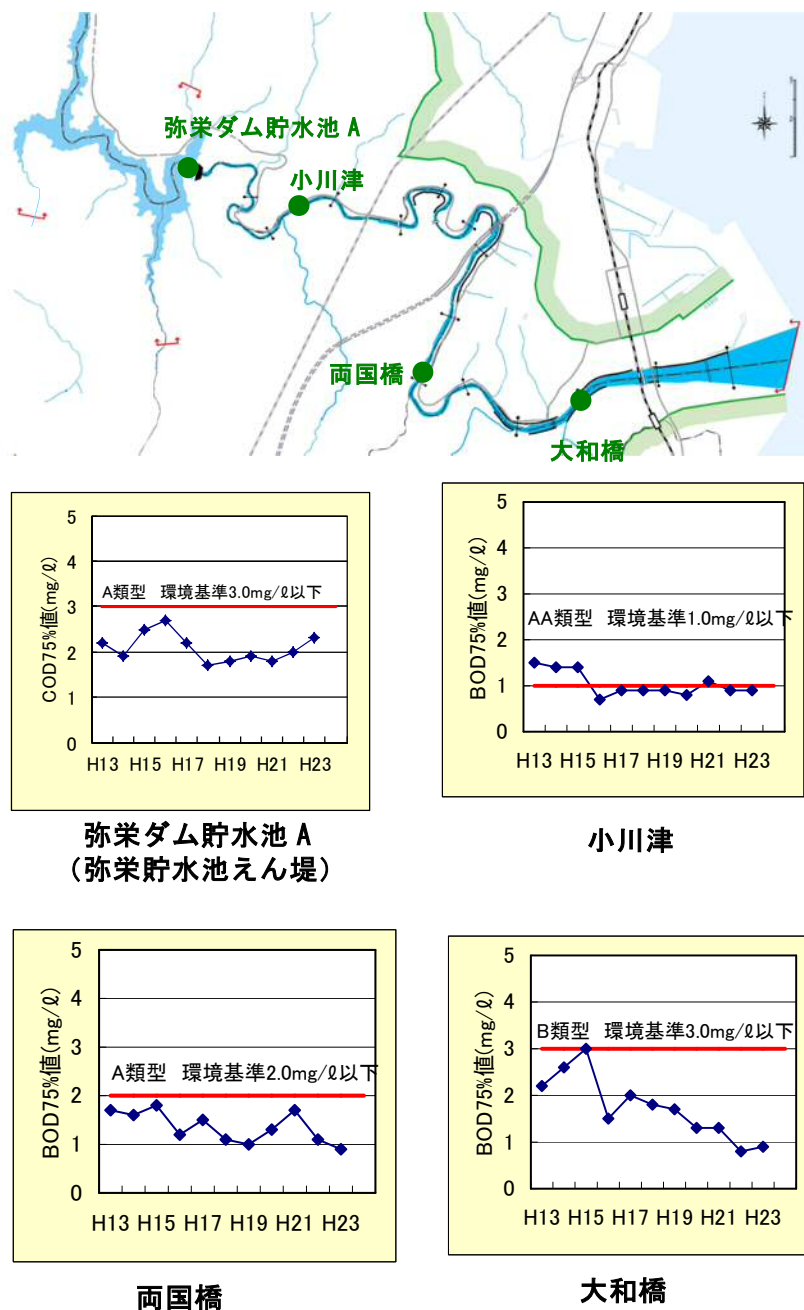 弥栄ダム貯水池 A
小川津
両国橋
大和橋
COD75%値(mg/ℓ)
5
4
3
2
1
0
A類型 環境基準3.0mg/ℓ以下
H13 H15 H17 H19 H21 H23
弥栄ダム貯水池 A
（弥栄貯水池えん堤）
BOD75%値(mg/ℓ)
5
4
3
2
1
0
AA類型 環境基準1.0mg/ℓ以下
H13 H15 H17 H19 H21 H23
小川津
BOD75%値(mg/ℓ)
5
4
3
2
1
0
A類型 環境基準2.0mg/ℓ以下
H13 H15 H17 H19 H21 H23
両国橋
BOD75%値(mg/ℓ)
5
4
3
2
1
0
B類型 環境基準3.0mg/ℓ以下
H13 H15 H17 H19 H21 H23
大和橋